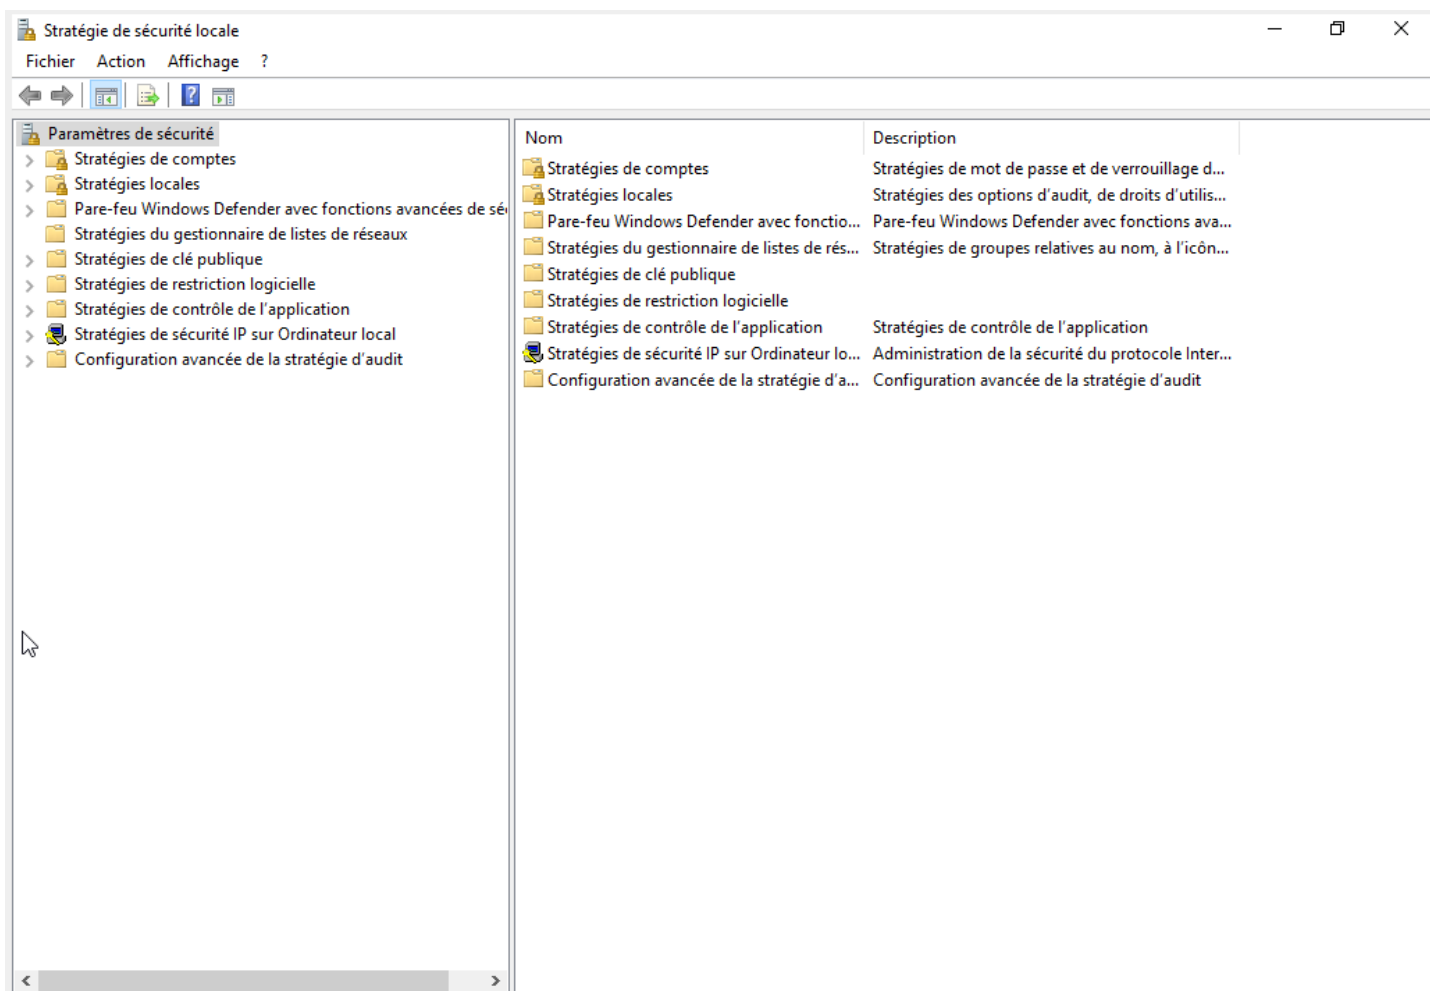 Stratégie de sécurité locale
Fichier Action Affichage ?
Paramètres de sécurité
Stratégies de comptes
Stratégies locales
Pare-feu Windows Defender avec fonctions avancées de sé
Stratégies du gestionnaire de listes de réseaux
Stratégies de clé publique
Stratégies de restriction logicielle
Stratégies de contrôle de l'application
Stratégies de sécurité IP sur Ordinateur local
Configuration avancée de la stratégie d'audit
Nom Description
Stratégies de comptes Stratégies de mot de passe et de verrouillage d...
Stratégies locales Stratégies des options d'audit, de droits d'utilis...
Pare-feu Windows Defender avec fonctio... Pare-feu Windows Defender avec fonctions ava...
Stratégies du gestionnaire de listes de rés... Stratégies de groupes relatives au nom, à l'icôn...
Stratégies de clé publique
Stratégies de restriction logicielle
Stratégies de contrôle de l'application Stratégies de contrôle de l'application
Stratégies de sécurité IP sur Ordinateur lo... Administration de la sécurité du protocole Inter...
Configuration avancée de la stratégie d'a... Configuration avancée de la stratégie d'audit